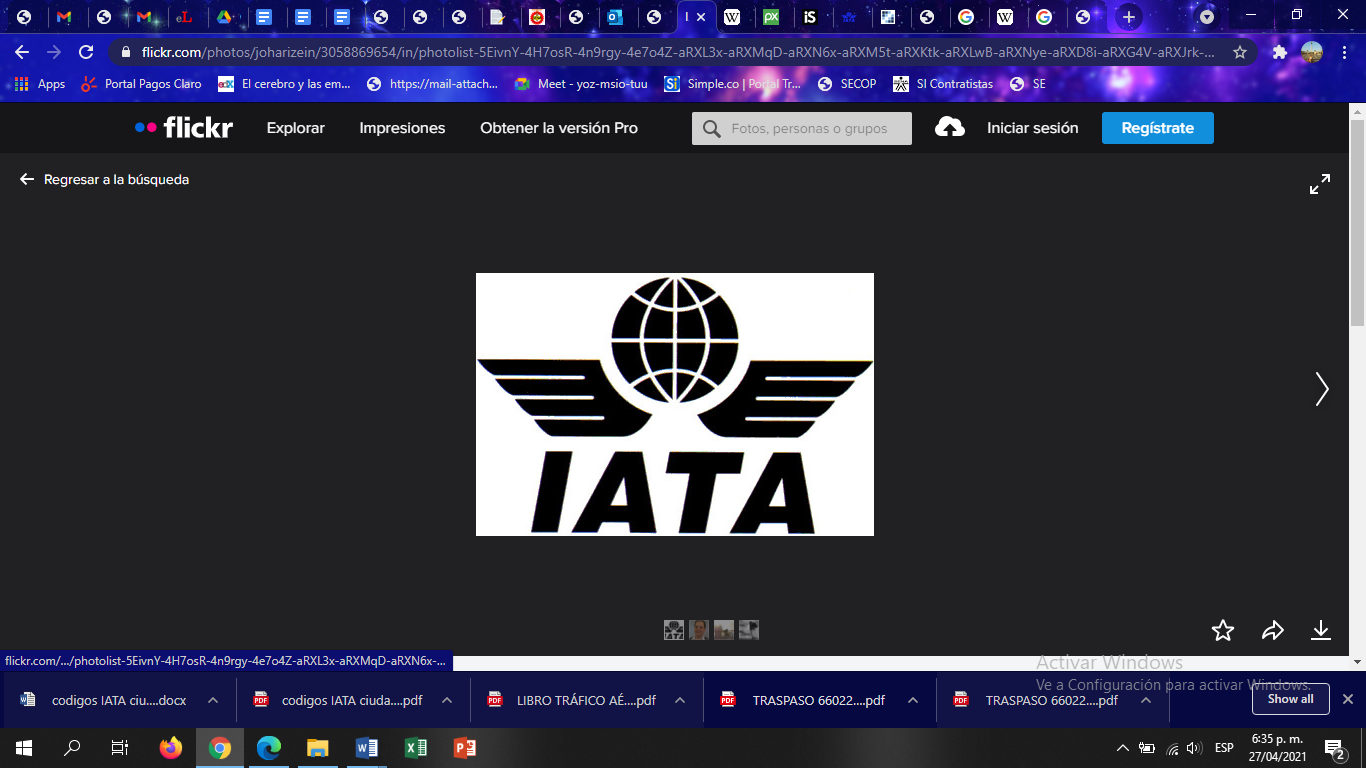 flickr.com/photos/joharizein/3058869654/in/photolist-5EivnY-4H7osR-4n9rgy-4e7o4Z-aRXL3x-aRXMqD-aRXN6x-aRXM5t-aRXKtk-aRXLwB-aRXNye-aRXD8i-aRXG4V-aRXJrk-...
Apps Portal Pagos Claro El cerebro y las em... https://mail-attach... Meet - yoz-msio-tuu Simple.co | Portal Tr... SECOP SI Contratistas SE
flickr Explorar Impresiones Obtener la versión Pro Fotos, personas o grupos Iniciar sesión Regístrate
Regresar a la búsqueda
IATA
flickr.com/.../photolist-5EivnY-4H7osR-4n9rgy-4e7o4Z-aRXL3x-aRXMqD-aRXN6x-...
Activar Windows
Ve a Configuración para activar Windows.
codigos IATA ciu....docx codigos IATA ciuda....pdf LIBRO TRÁFICO AÉ....pdf TRASPASO 66022....pdf TRASPASO 66022....pdf Show all
ESP 6:35 p. m.
27/04/2021 2